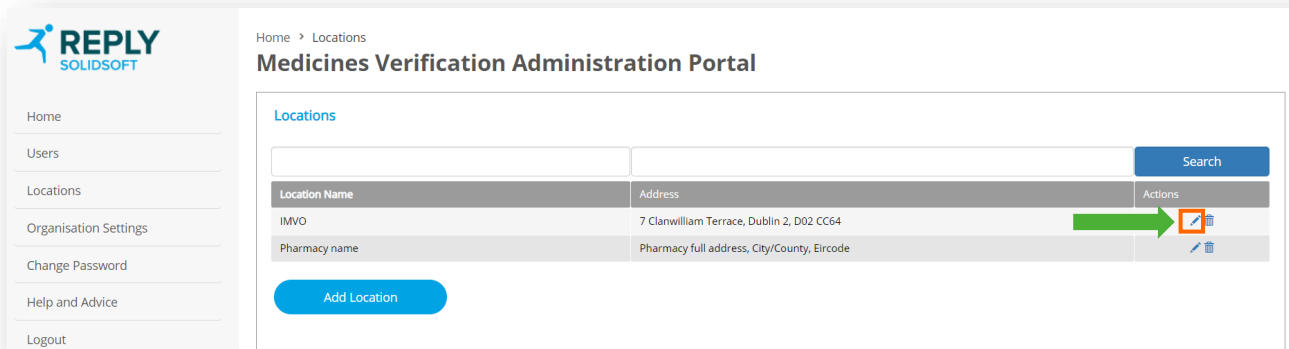 REPLY
SOLIDSOFT
Home
Users
Locations
Organisation Settings
Change Password
Help and Advice
Logout
Home > Locations
Medicines Verification Administration Portal
Locations
Search
Location Name Address Actions
IMVO 7 Clanwilliam Terrace, Dublin 2, D02 CC64
Pharmacy name Pharmacy full address, City/County, Eircode
Add Location